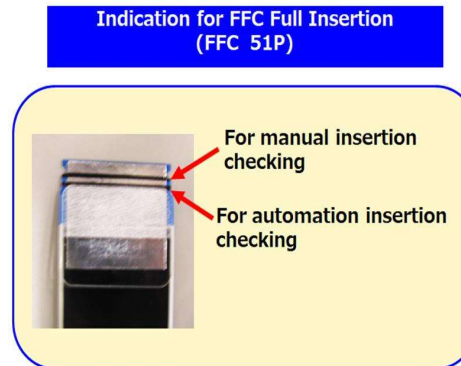 Indication for FFC Full Insertion
(FFC 51P)
For manual insertion
checking
For automation insertion
checking